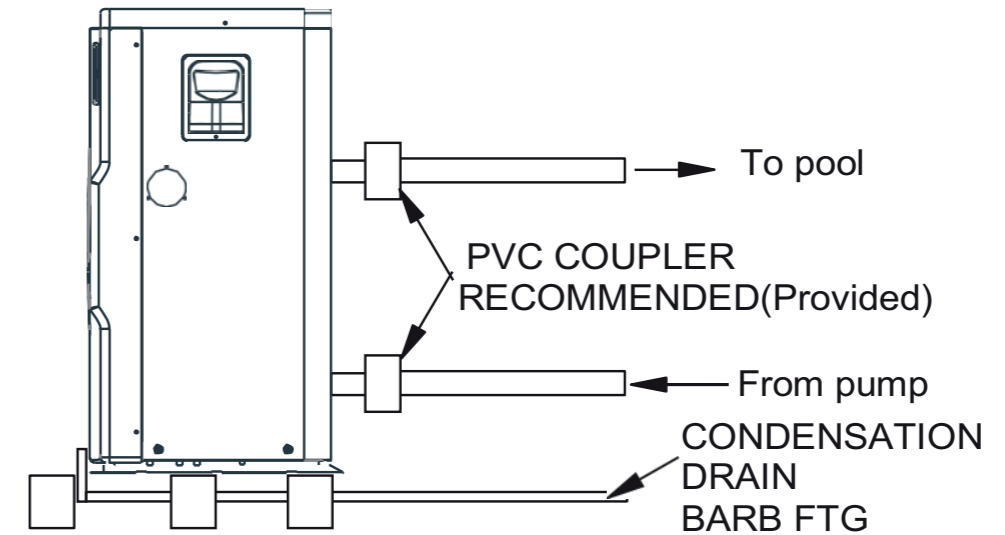 To pool
PVC COUPLER
RECOMMENDED(Provided)
From pump
CONDENSATION
DRAIN
BARB FTG